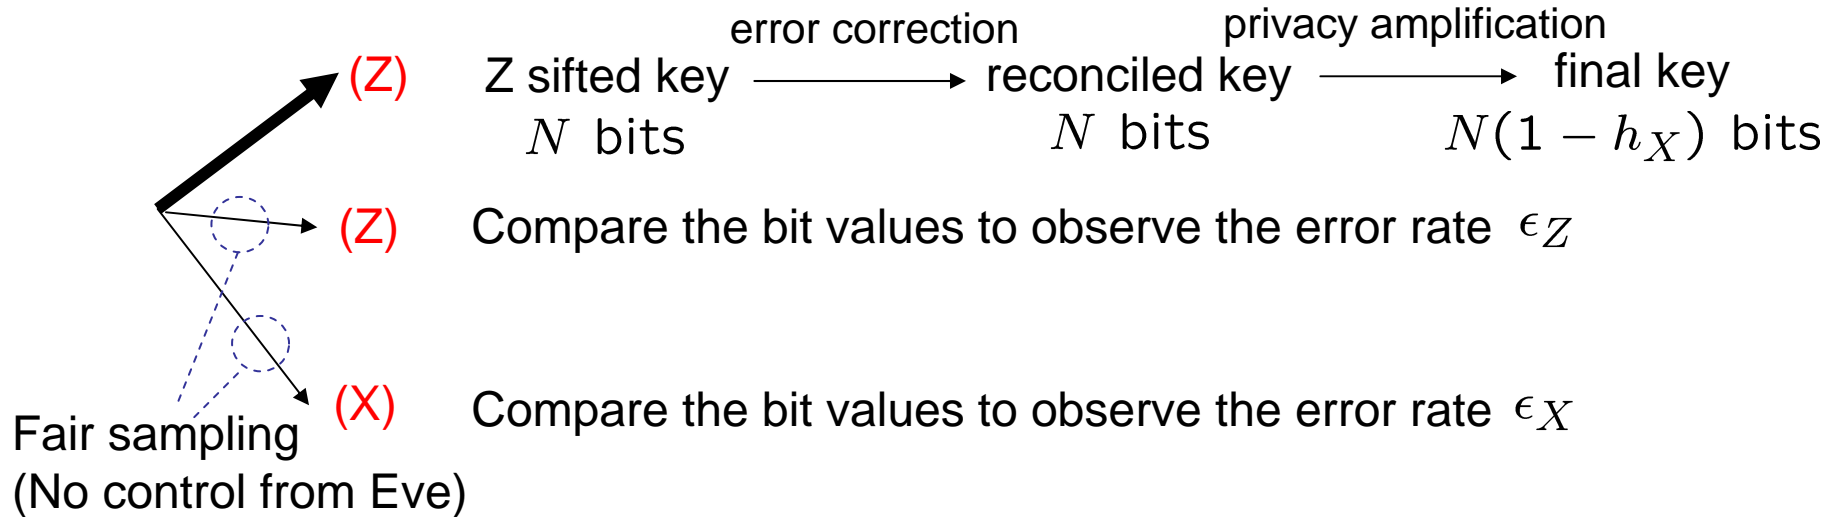 error correction
privacy amplification
(Z) Z sifted key reconciled key final key
N bits N bits N(1 − h_X) bits
(Z) Compare the bit values to observe the error rate ϵ_Z
(X) Compare the bit values to observe the error rate ϵ_X
Fair sampling
(No control from Eve)